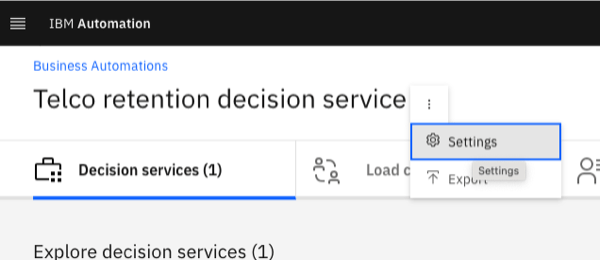 IBM Automation
Business Automations
Telco retention decision service
Settings
Decision services (1)
Load
Settings
Export
Explore decision services (1)